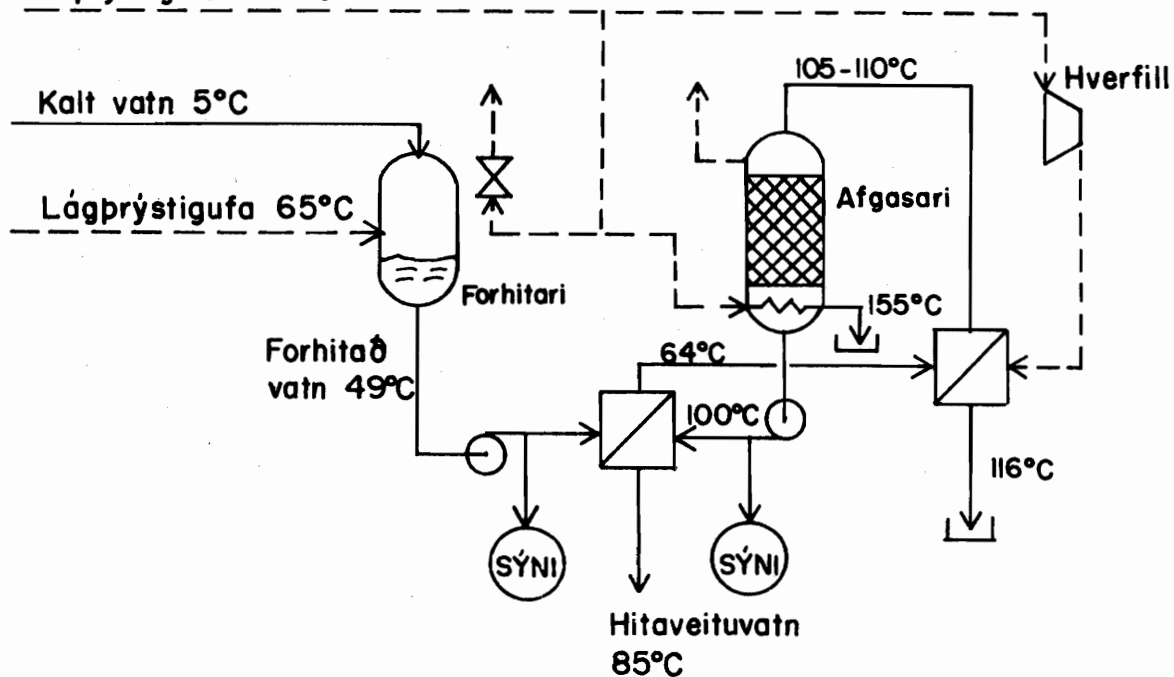 Kalt vatn 5°C
Lágþrýstigufa 65°C
Forhitari
Forhitað
vatn 49°C
SÝNI
Hitaveituvatn
85°C
64°C
100°C
SÝNI
105-110°C
Afgasari
155°C
Hverfill
116°C